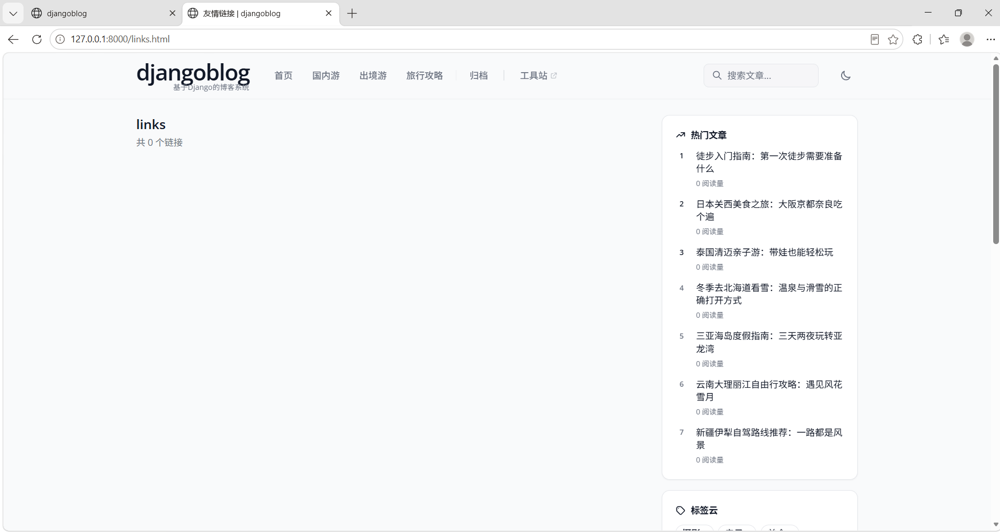 djangoblog
友情链接 | djangoblog
127.0.0.1:8000/links.html
djangoblog
基于Django的博客系统
首页
国内游
出境游
旅行攻略
归档
工具站
搜索文章...
links
共 0 个链接
热门文章
1 徒步入门指南：第一次徒步需要准备
什么
0 阅读量
2 日本关西美食之旅：大阪京都奈良吃
个遍
0 阅读量
3 泰国清迈亲子游：带娃也能轻松玩
0 阅读量
4 冬季去北海道看雪：温泉与滑雪的正
确打开方式
0 阅读量
5 三亚海岛度假指南：三天两夜玩转亚
龙湾
0 阅读量
6 云南大理丽江自由行攻略：遇见风花
雪月
0 阅读量
7 新疆伊犁自驾路线推荐：一路都是风
景
0 阅读量
标签云